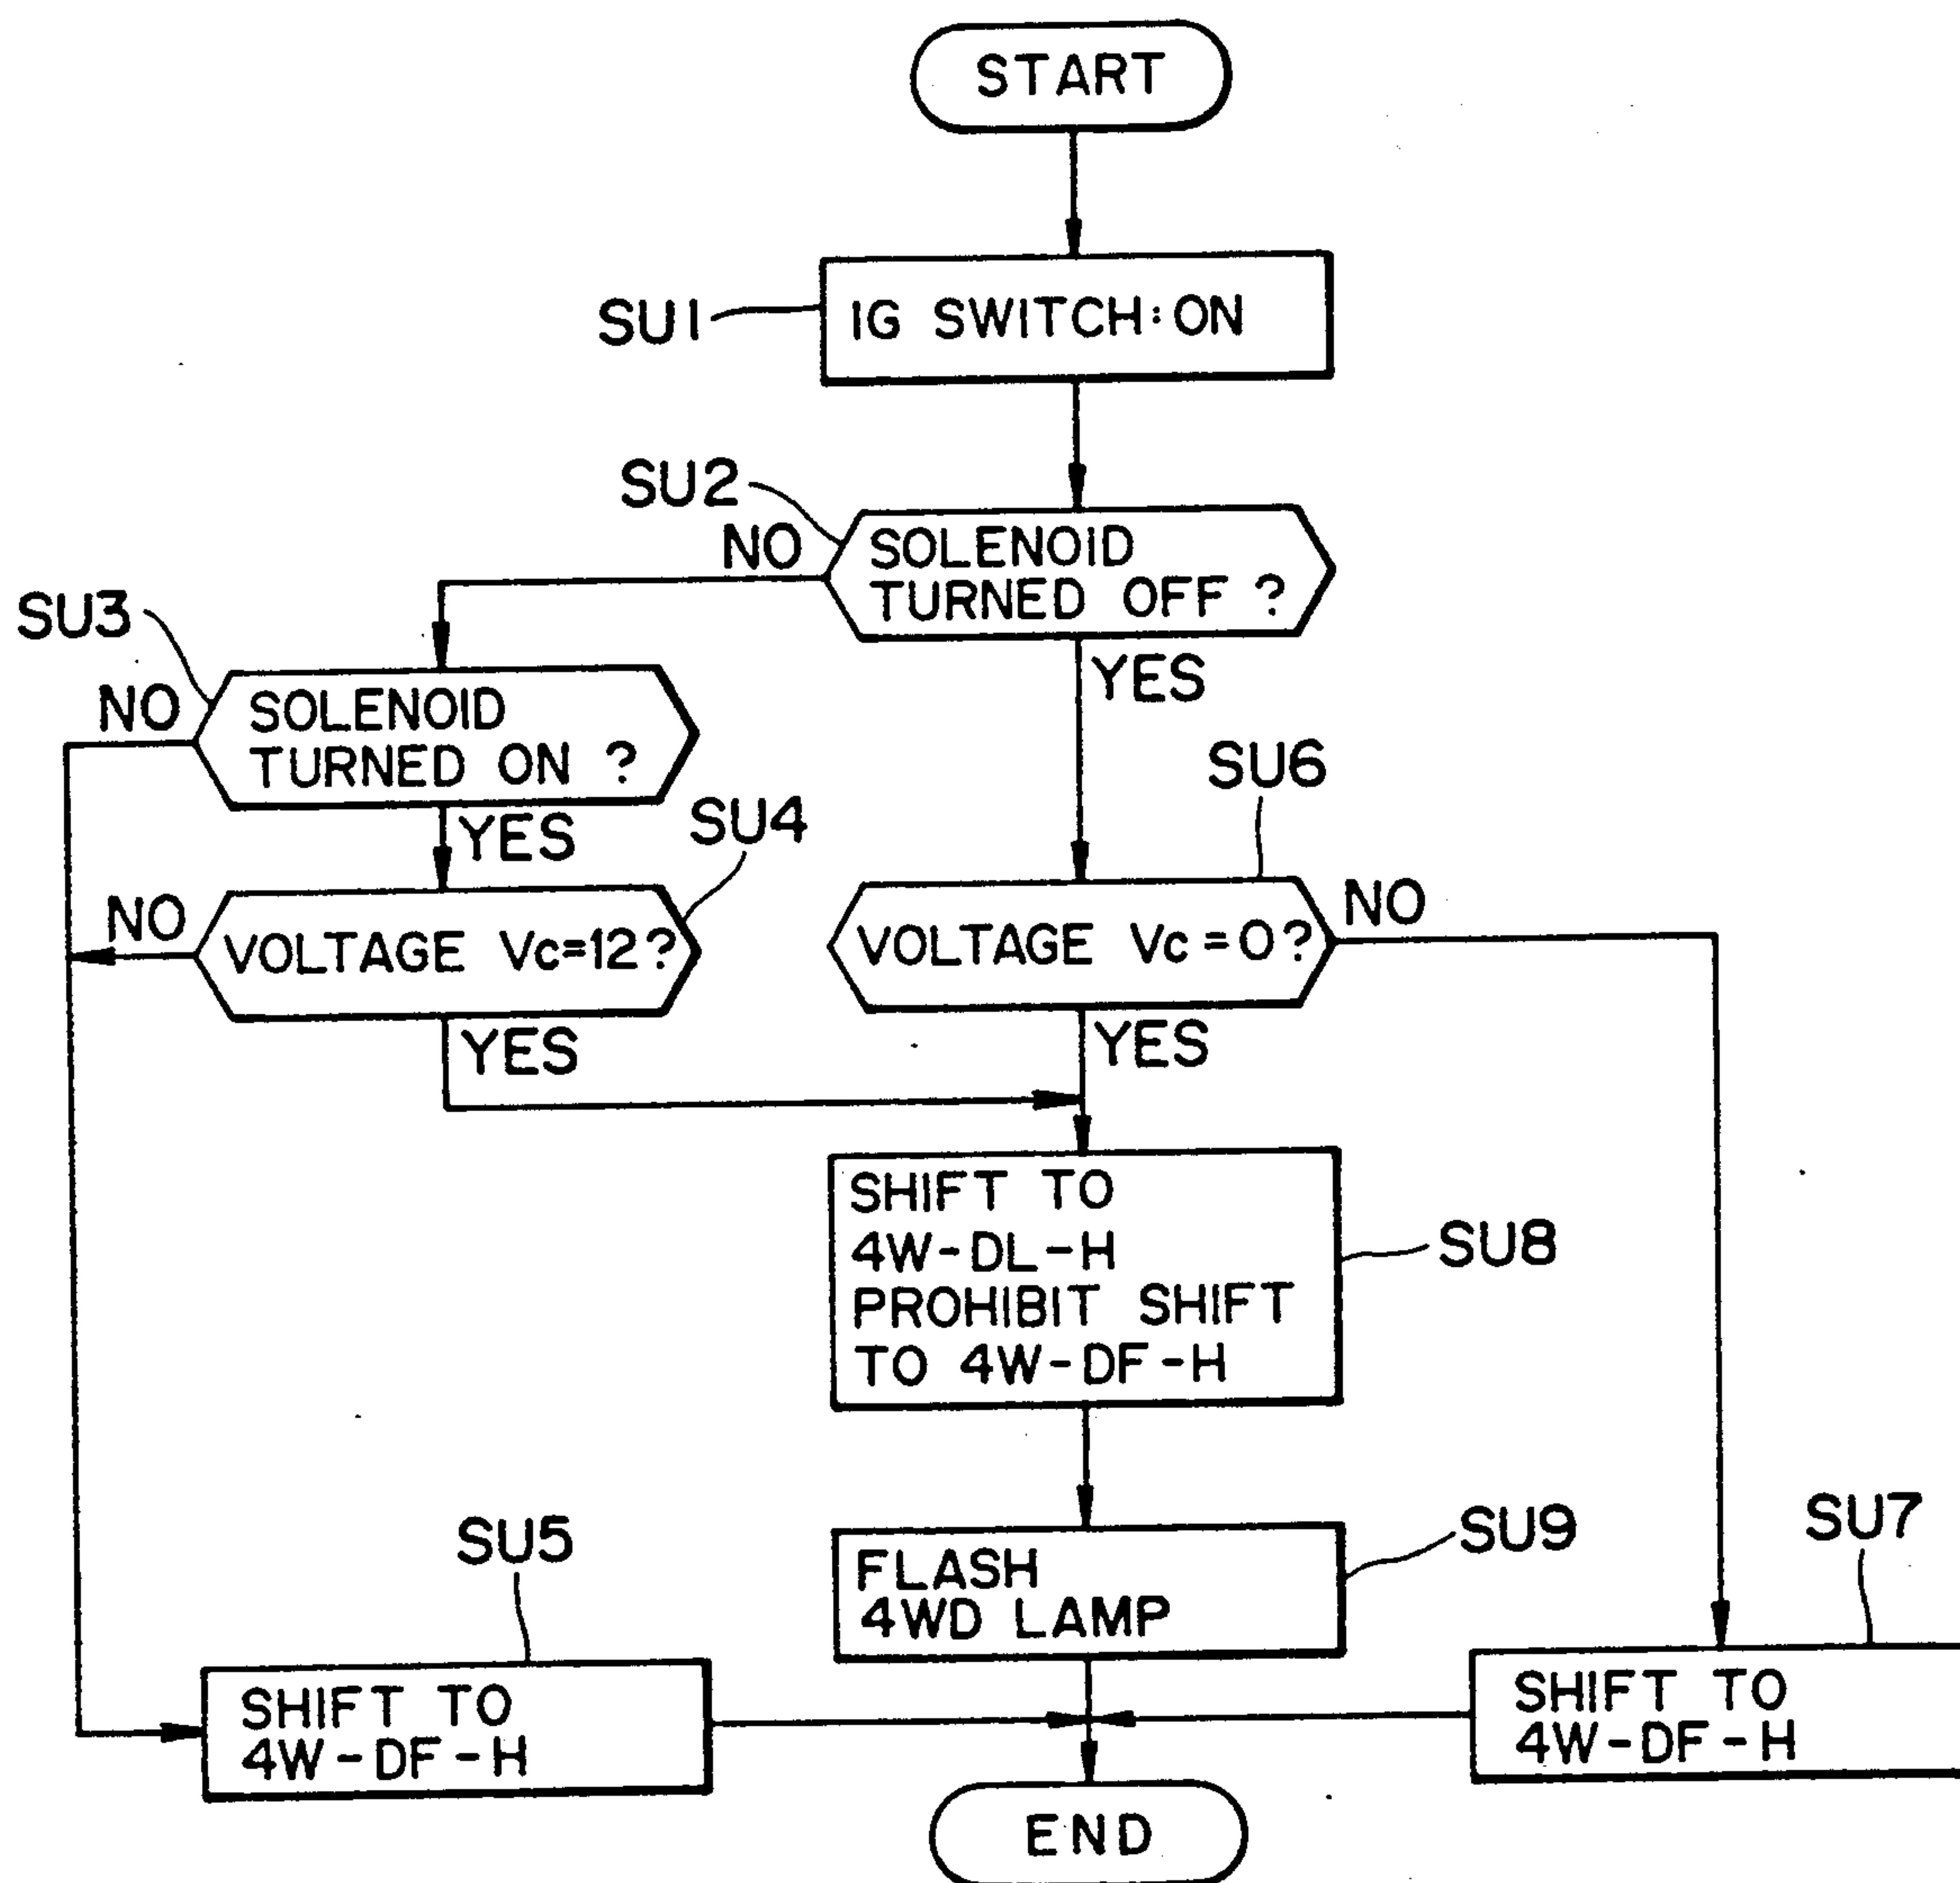 START
SU1
IG SWITCH:ON
SU2
NO
SOLENOID
TURNED OFF ?
YES
SU3
NO
SOLENOID
TURNED ON ?
YES
SU4
SU6
NO
VOLTAGE Vc=12?
YES
VOLTAGE Vc=0?
NO
YES
SHIFT TO
4W-DL-H
PROHIBIT SHIFT
TO 4W-DF-H
SU8
FLASH
4WD LAMP
SU9
SU5
SHIFT TO
4W-DF-H
SU7
SHIFT TO
4W-DF-H
END